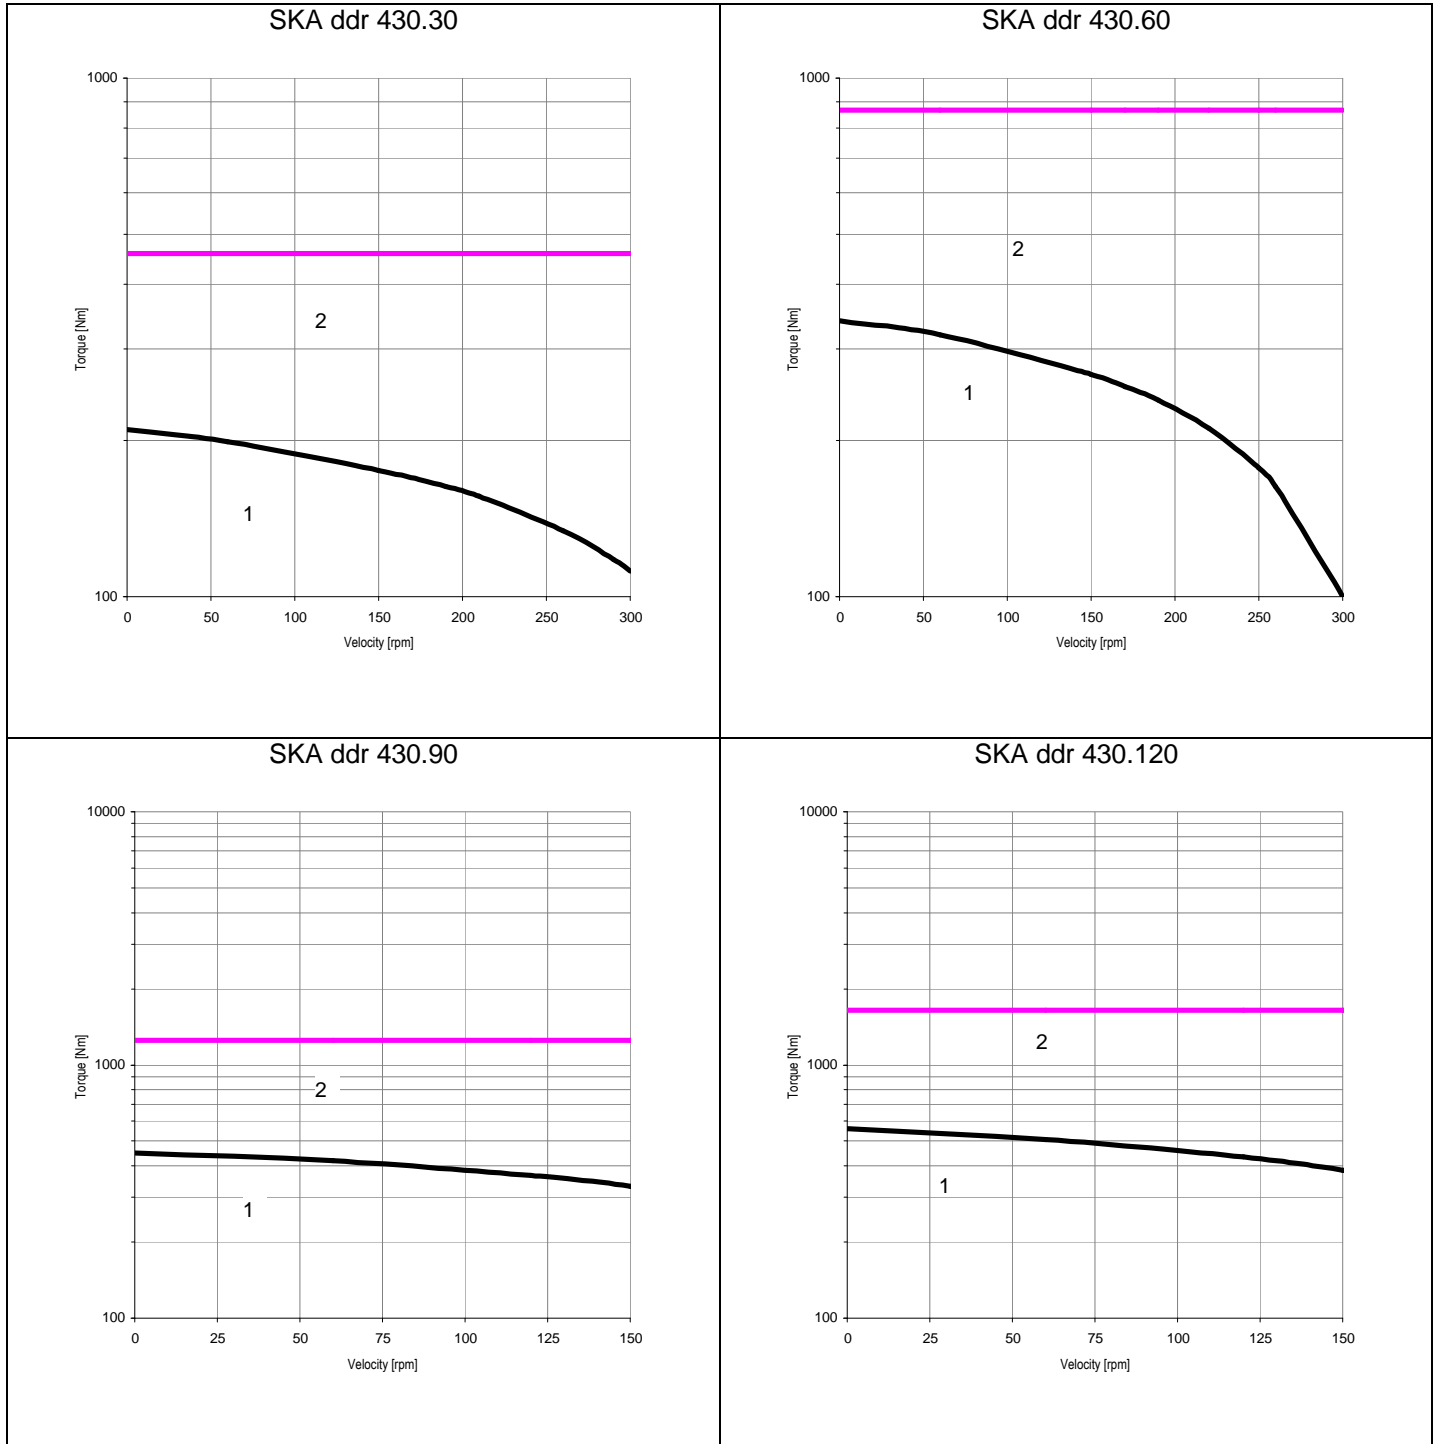 SKA ddr 430.30
1000
Torque [Nm]
2
1
100
0 50 100 150 200 250 300
Velocity [rpm]
SKA ddr 430.60
1000
2
Torque [Nm]
1
100
0 50 100 150 200 250 300
Velocity [rpm]
SKA ddr 430.90
10000
Torque [Nm]
1000
2
1
100
0 25 50 75 100 125 150
Velocity [rpm]
SKA ddr 430.120
10000
2
Torque [Nm]
1000
1
100
0 25 50 75 100 125 150
Velocity [rpm]